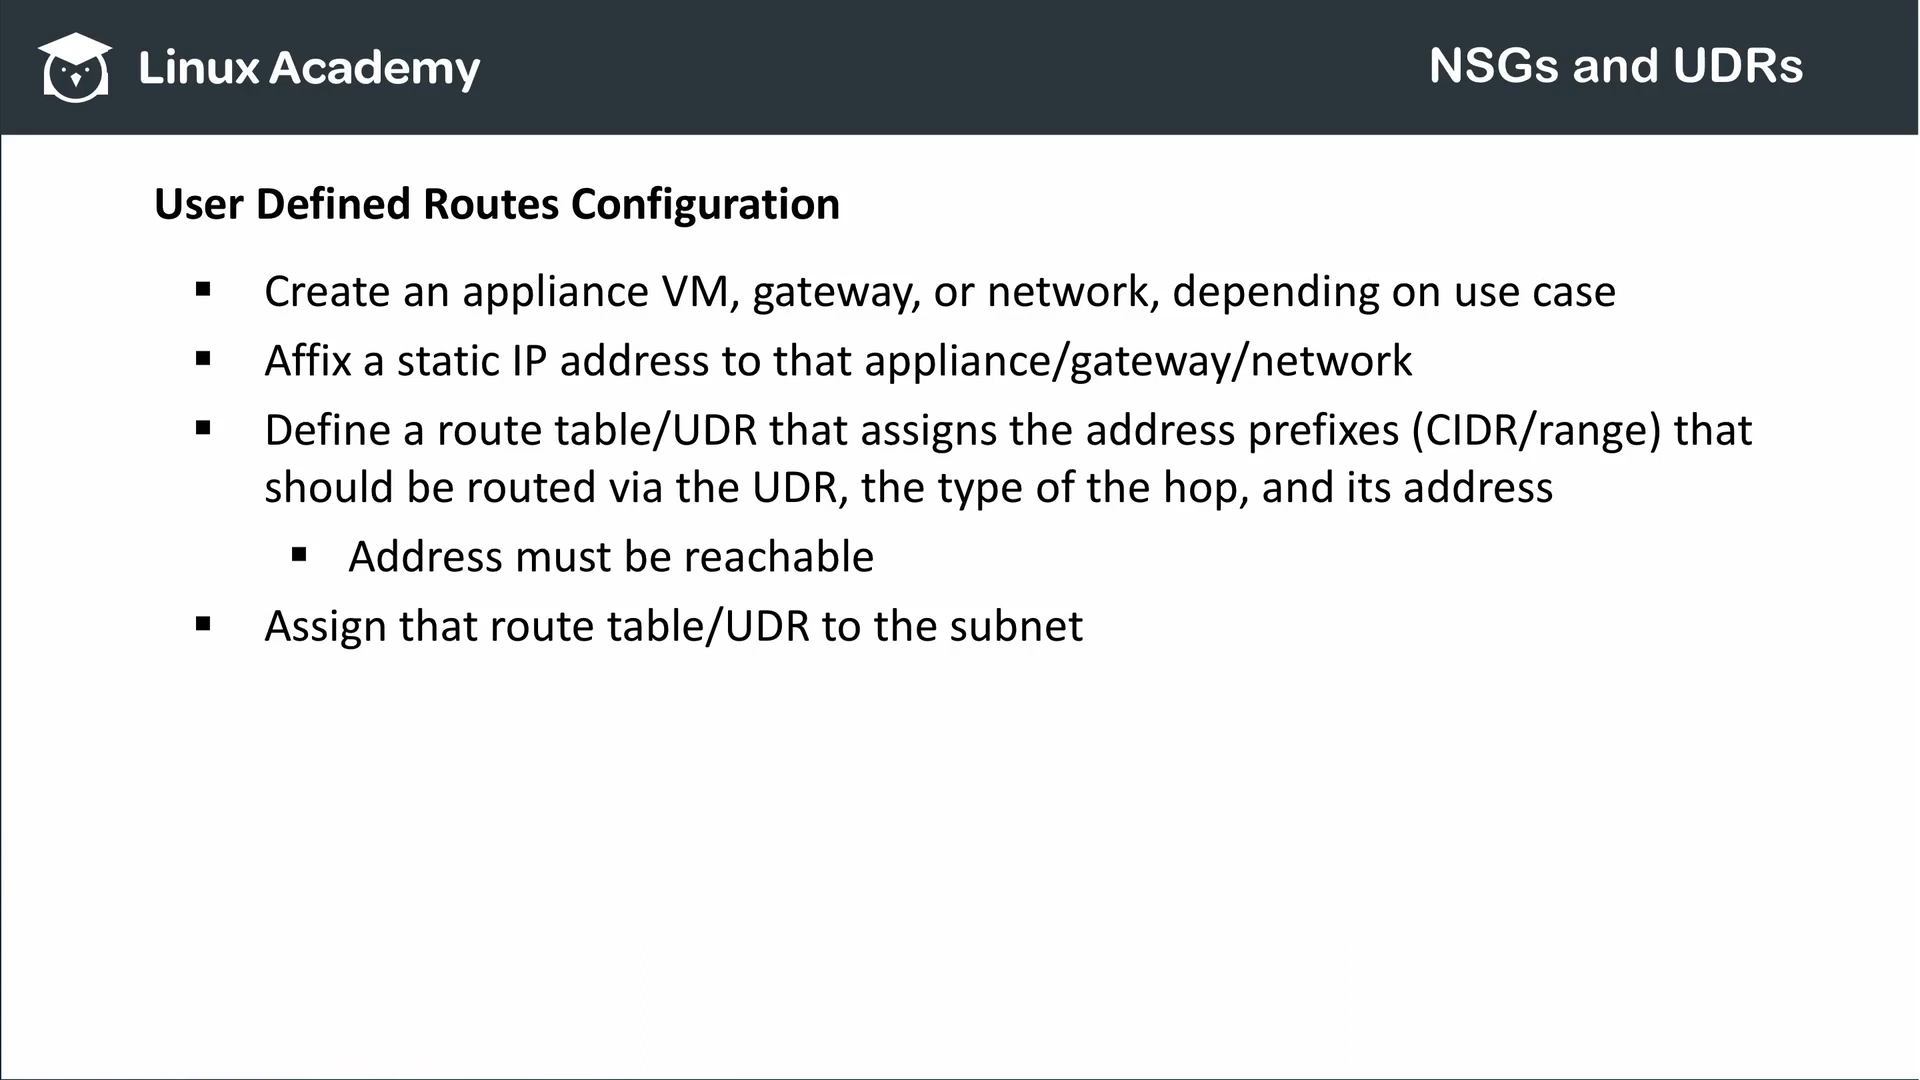 Linux Academy
NSGs and UDRs
User Defined Routes Configuration
▪ Create an appliance VM, gateway, or network, depending on use case
▪ Affix a static IP address to that appliance/gateway/network
▪ Define a route table/UDR that assigns the address prefixes (CIDR/range) that
should be routed via the UDR, the type of the hop, and its address
▪ Address must be reachable
▪ Assign that route table/UDR to the subnet